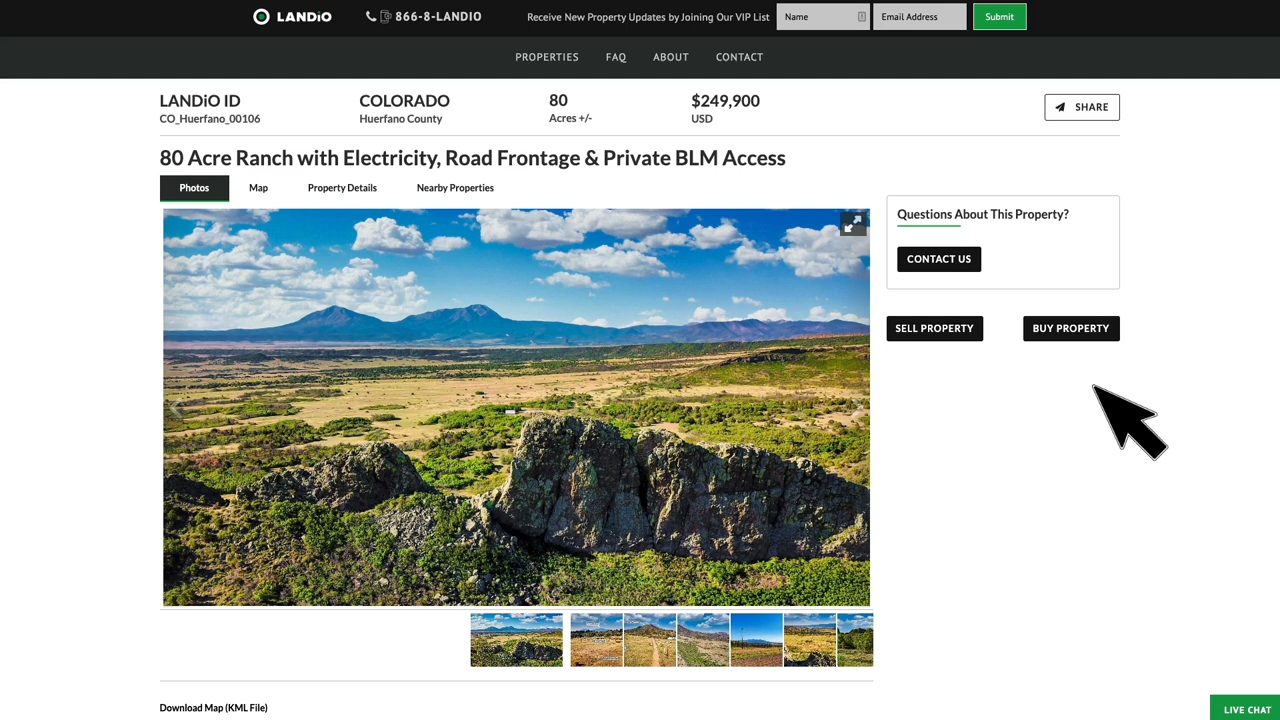 LANDiO
866-8-LANDIO
Receive New Property Updates by Joining Our VIP List
Name
Email Address
Submit
PROPERTIES FAQ ABOUT CONTACT
LANDiO ID COLORADO 80 $249,900
CO_Huerfano_00106 Huerfano County Acres +/- USD
SHARE
80 Acre Ranch with Electricity, Road Frontage & Private BLM Access
Photos Map Property Details Nearby Properties
Questions About This Property?
CONTACT US
SELL PROPERTY BUY PROPERTY
Download Map (KML File)
LIVE CHAT